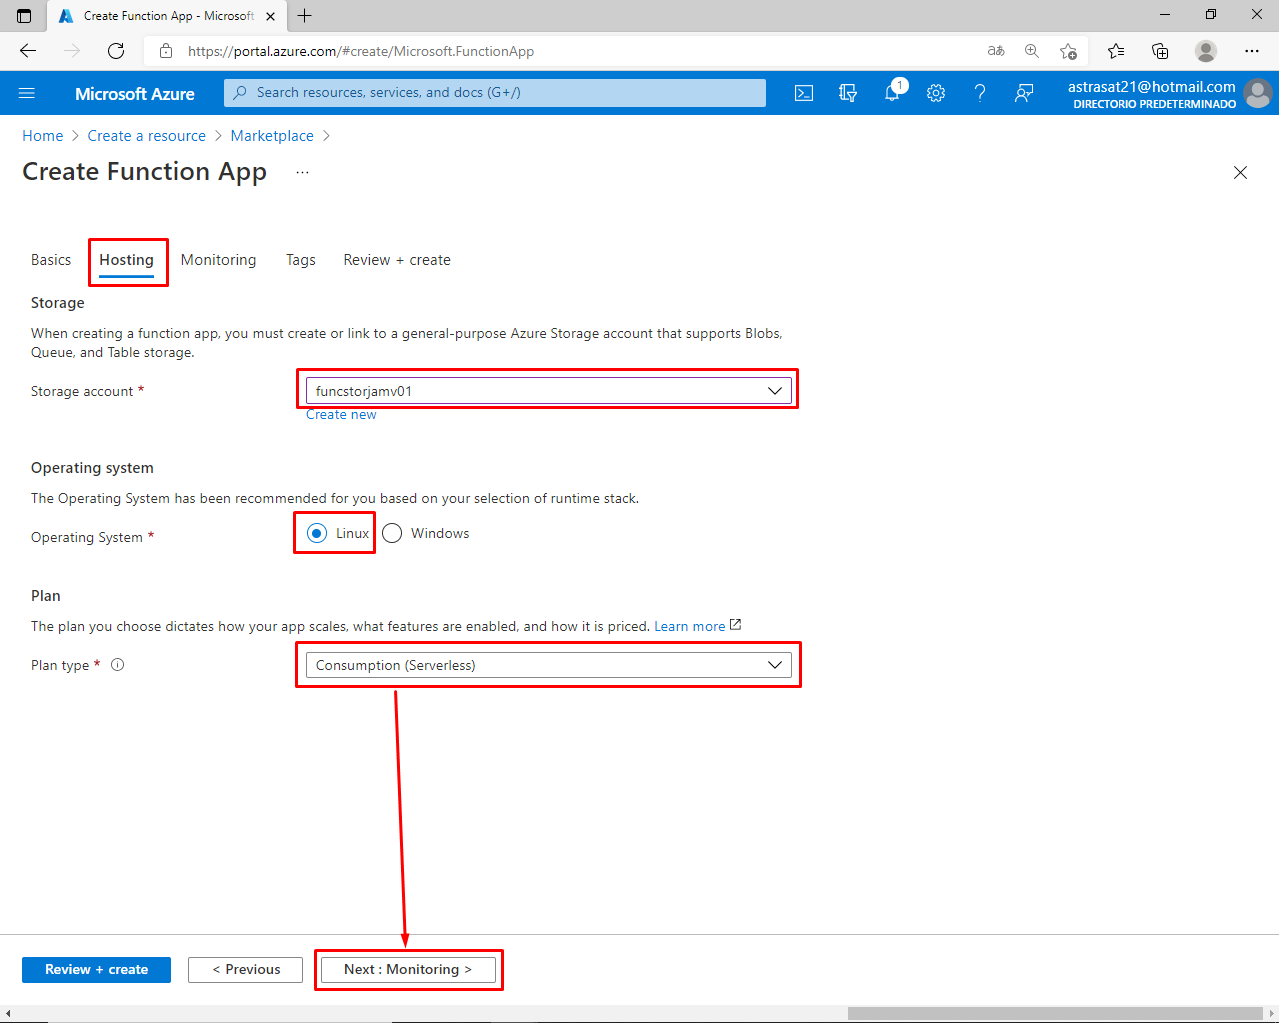 Create Function App - Microsoft
https://portal.azure.com/#create/Microsoft.FunctionApp
Microsoft Azure
Search resources, services, and docs (G+/)
1
astrasat21@hotmail.com
DIRECTORIO PREDETERMINADO
Home > Create a resource > Marketplace >
Create Function App ...
Basics Hosting Monitoring Tags Review + create
Storage
When creating a function app, you must create or link to a general-purpose Azure Storage account that supports Blobs,
Queue, and Table storage.
Storage account * funcstorjamv01
Create new
Operating system
The Operating System has been recommended for you based on your selection of runtime stack.
Operating System * Linux Windows
Plan
The plan you choose dictates how your app scales, what features are enabled, and how it is priced. Learn more
Plan type * Consumption (Serverless)
Review + create < Previous Next : Monitoring >